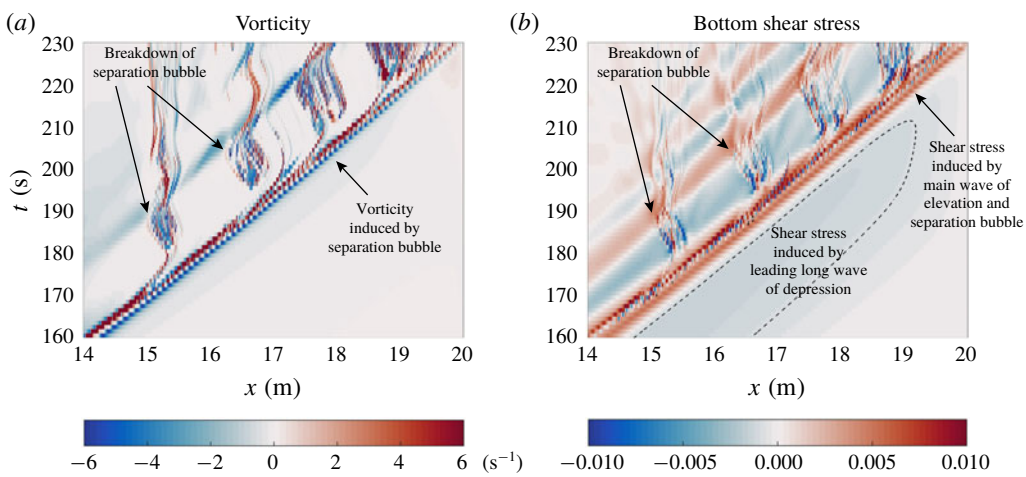 (a) Vorticity
230
220
210
200
190
180
170
160
t (s)
Breakdown of
separation bubble
Vorticity
induced by
separation bubble
14 15 16 17 18 19 20
x (m)
−6 −4 −2 0 2 4 6 (s−1)
(b) Bottom shear stress
230
220
210
200
190
180
170
160
Breakdown of
separation bubble
Shear stress
induced by
main wave of
elevation and
separation bubble
Shear stress
induced by
leading long wave
of depression
14 15 16 17 18 19 20
x (m)
−0.010 −0.005 0.000 0.005 0.010